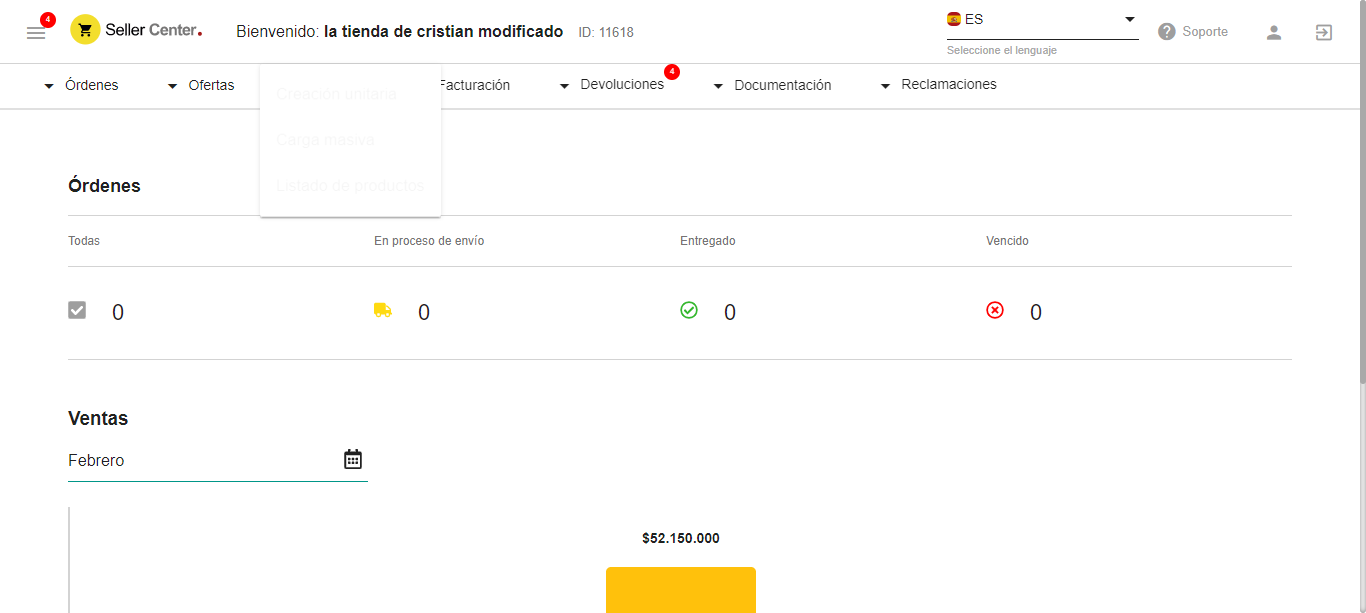 4
Seller Center.
Bienvenido: la tienda de cristian modificado ID: 11618
ES
Seleccione el lenguaje
Soporte
Órdenes
Ofertas
Facturación
Devoluciones
4
Documentación
Reclamaciones
Creación unitaria
Carga masiva
Listado de productos
Órdenes
Todas
En proceso de envío
Entregado
Vencido
0
0
0
0
Ventas
Febrero
$52.150.000